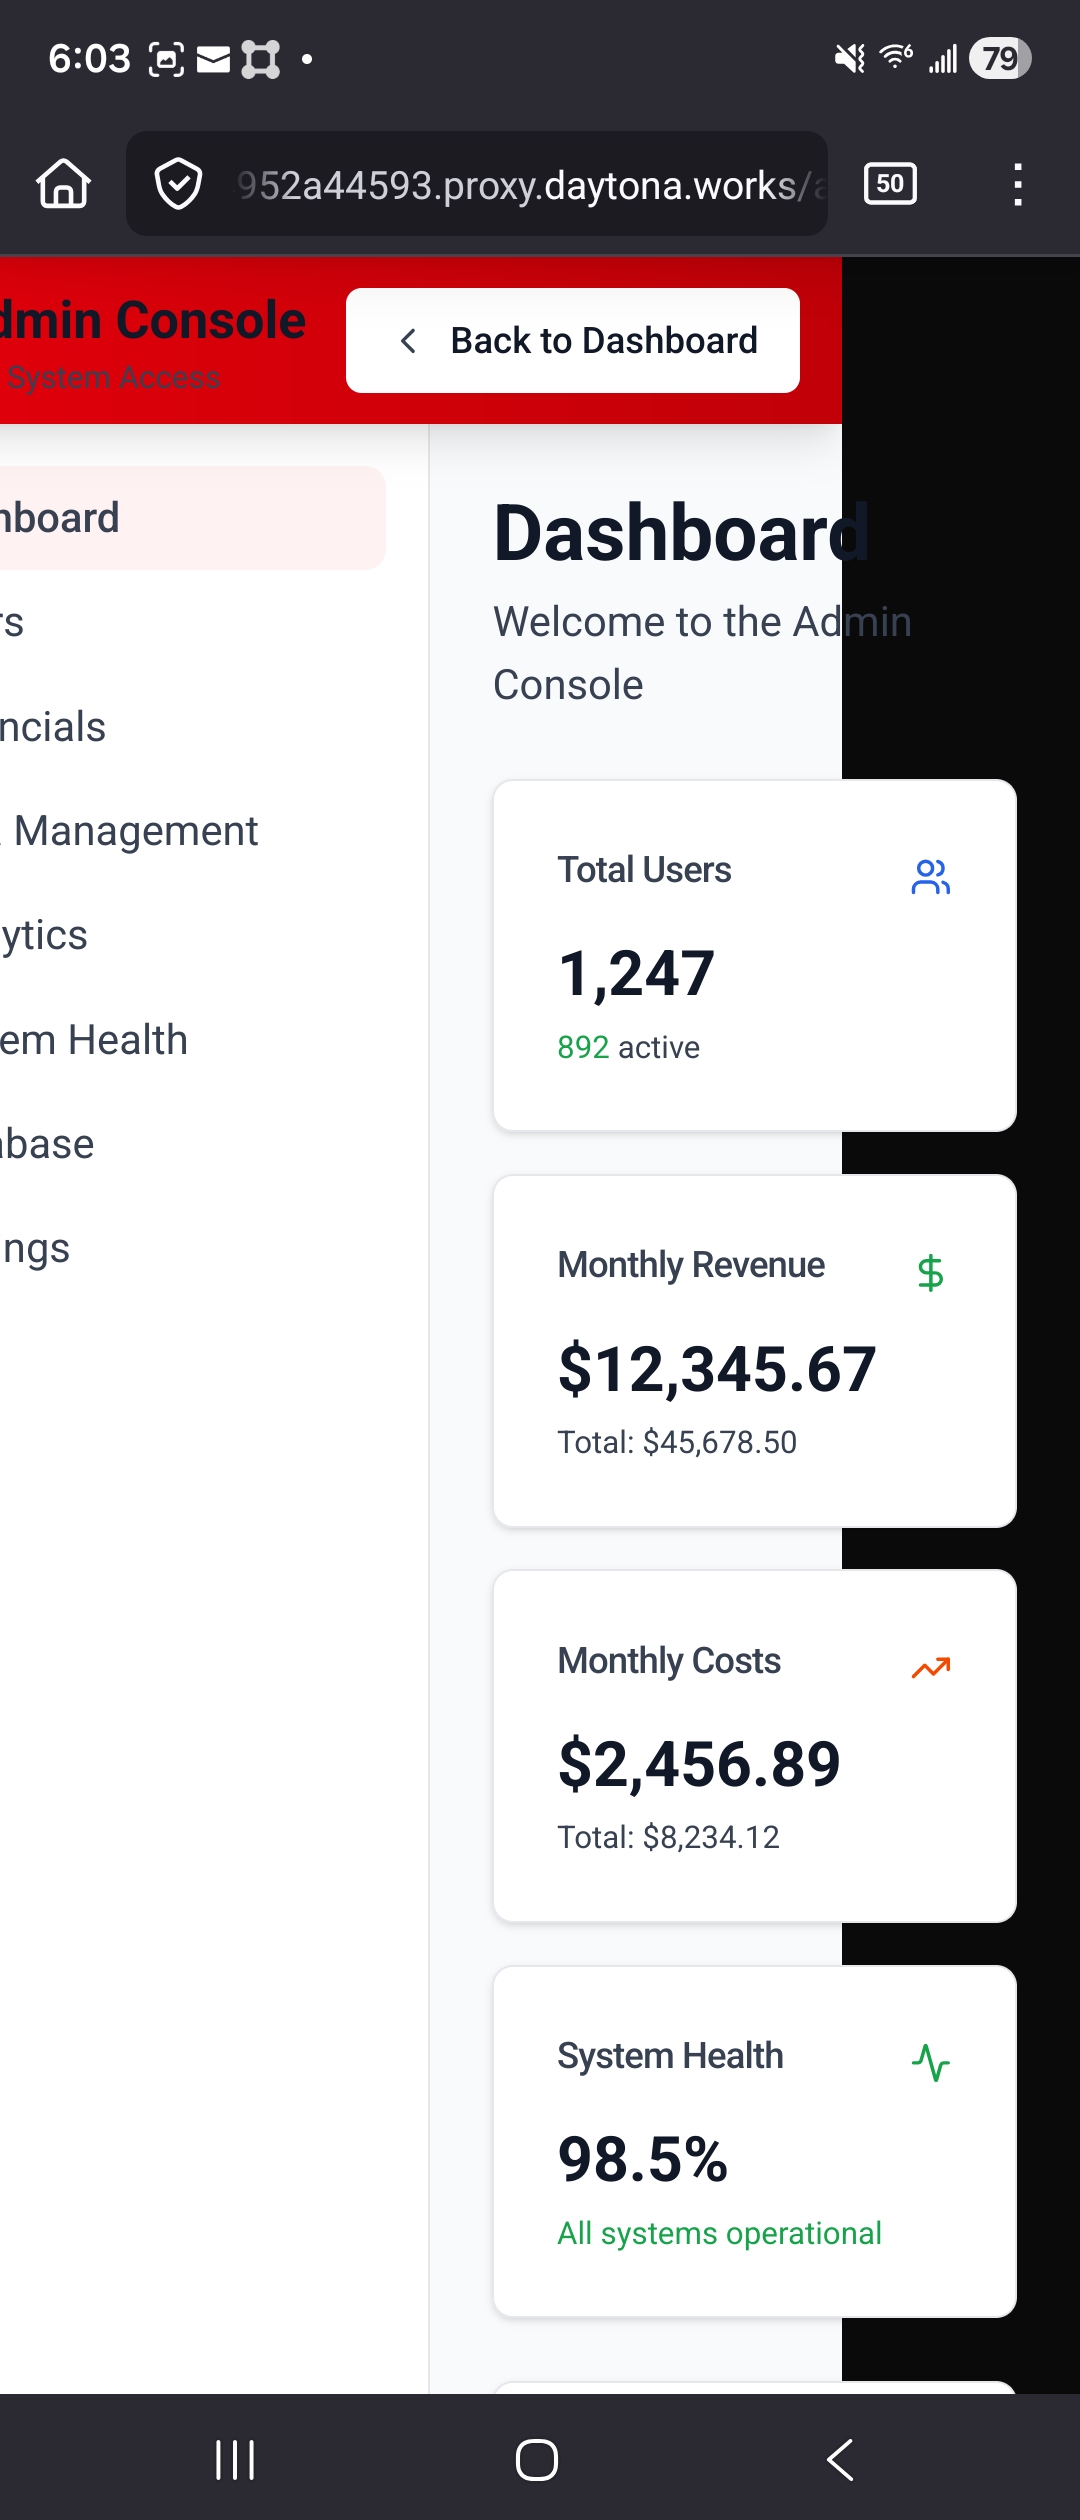 6:03
79
952a44593.proxy.daytona.works/
50
dmin Console
System Access
Back to Dashboard
nboard
rs
ncials
Management
ytics
em Health
abase
ngs
Dashboard
Welcome to the Admin
Console
Total Users
1,247
892 active
Monthly Revenue
$12,345.67
Total: $45,678.50
Monthly Costs
$2,456.89
Total: $8,234.12
System Health
98.5%
All systems operational